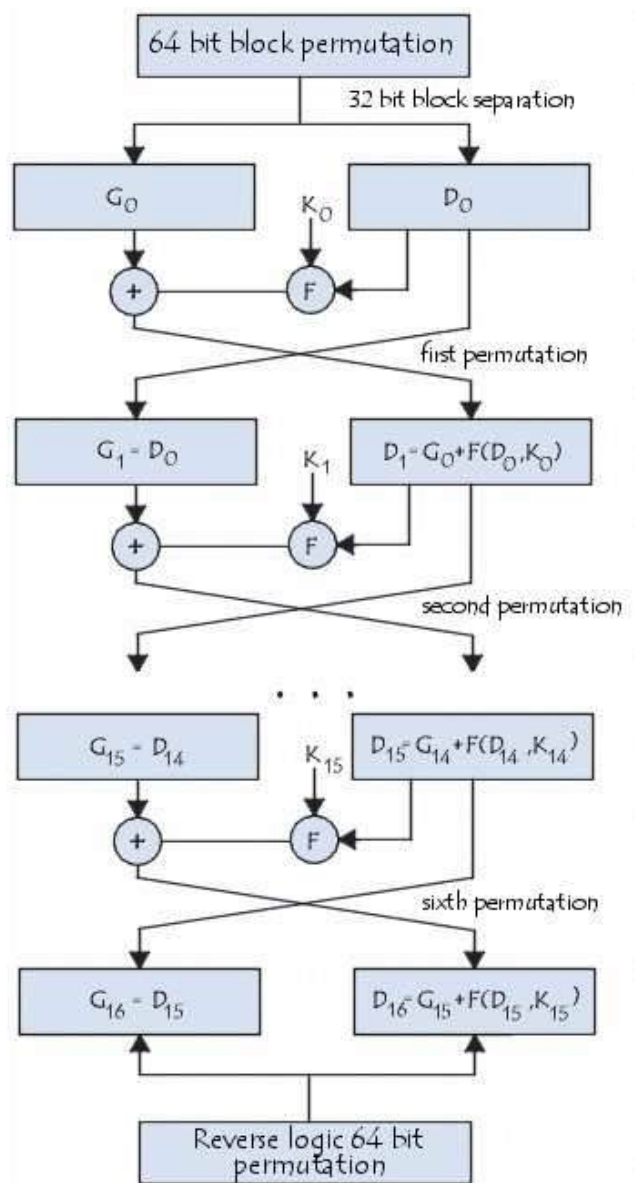 64 bit block permutation
32 bit block separation
G0
K0
D0
+
F
first permutation
G1 = D0
K1
D1=G0+F(D0,K0)
+
F
second permutation
. . .
G15 = D14
K15
D15=G14+F(D14,K14)
+
F
sixth permutation
G16 = D15
D16=G15+F(D15,K15)
Reverse logic 64 bit
permutation